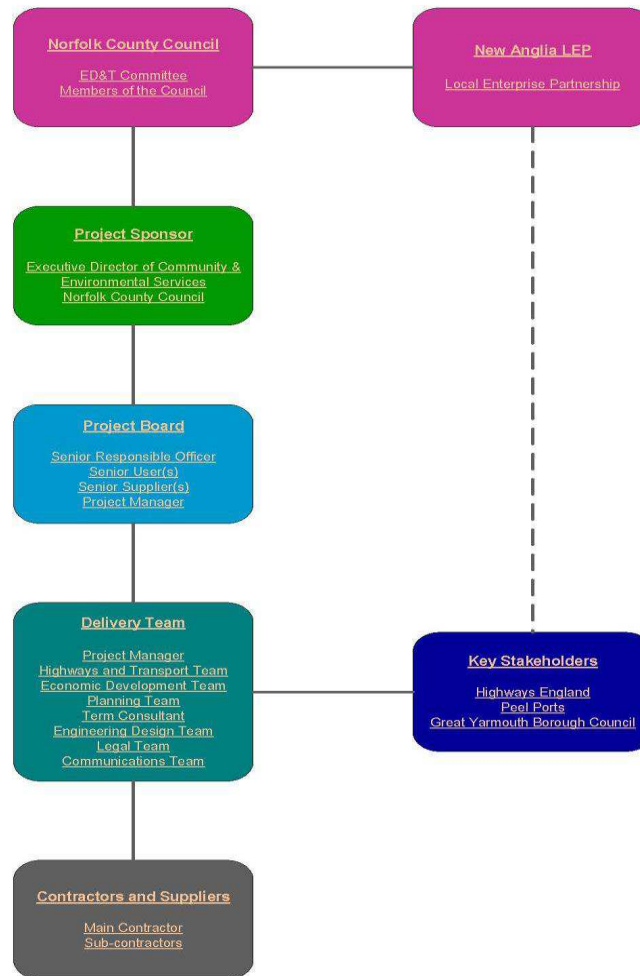 Norfolk County Council
ED&T Committee
Members of the Council
New Anglia LEP
Local Enterprise Partnership
Project Sponsor
Executive Director of Community &
Environmental Services
Norfolk County Council
Project Board
Senior Responsible Officer
Senior User(s)
Senior Supplier(s)
Project Manager
Delivery Team
Project Manager
Highways and Transport Team
Economic Development Team
Planning Team
Term Consultant
Engineering Design Team
Legal Team
Communications Team
Key Stakeholders
Highways England
Peel Ports
Great Yarmouth Borough Council
Contractors and Suppliers
Main Contractor
Sub-contractors